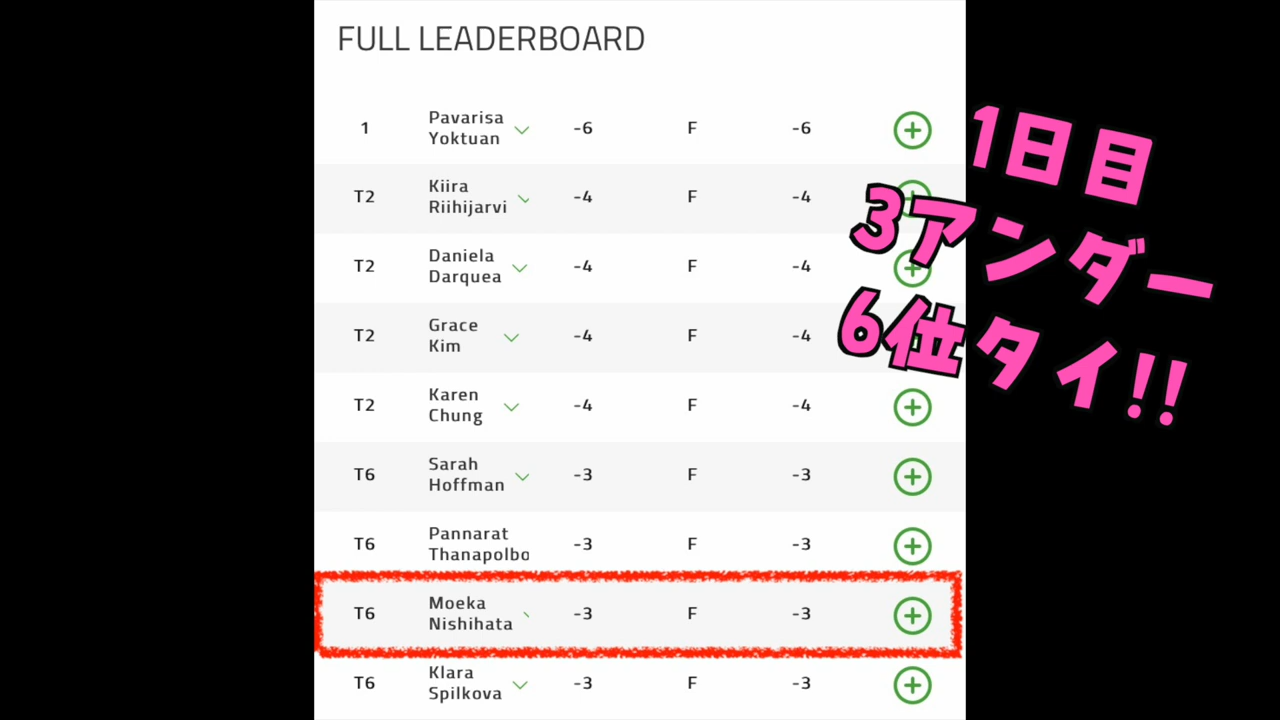 FULL LEADERBOARD
1 Pavarisa Yoktuan -6 F -6
T2 Kiira Riihijarvi -4 F -4
T2 Daniela Darquea -4 F -4
T2 Grace Kim -4 F -4
T2 Karen Chung -4 F -4
T6 Sarah Hoffman -3 F -3
T6 Pannarat Thanapolbo -3 F -3
T6 Moeka Nishihata -3 F -3
T6 Klara Spilkova -3 F -3
1日目
3アンダー
6位タイ!!